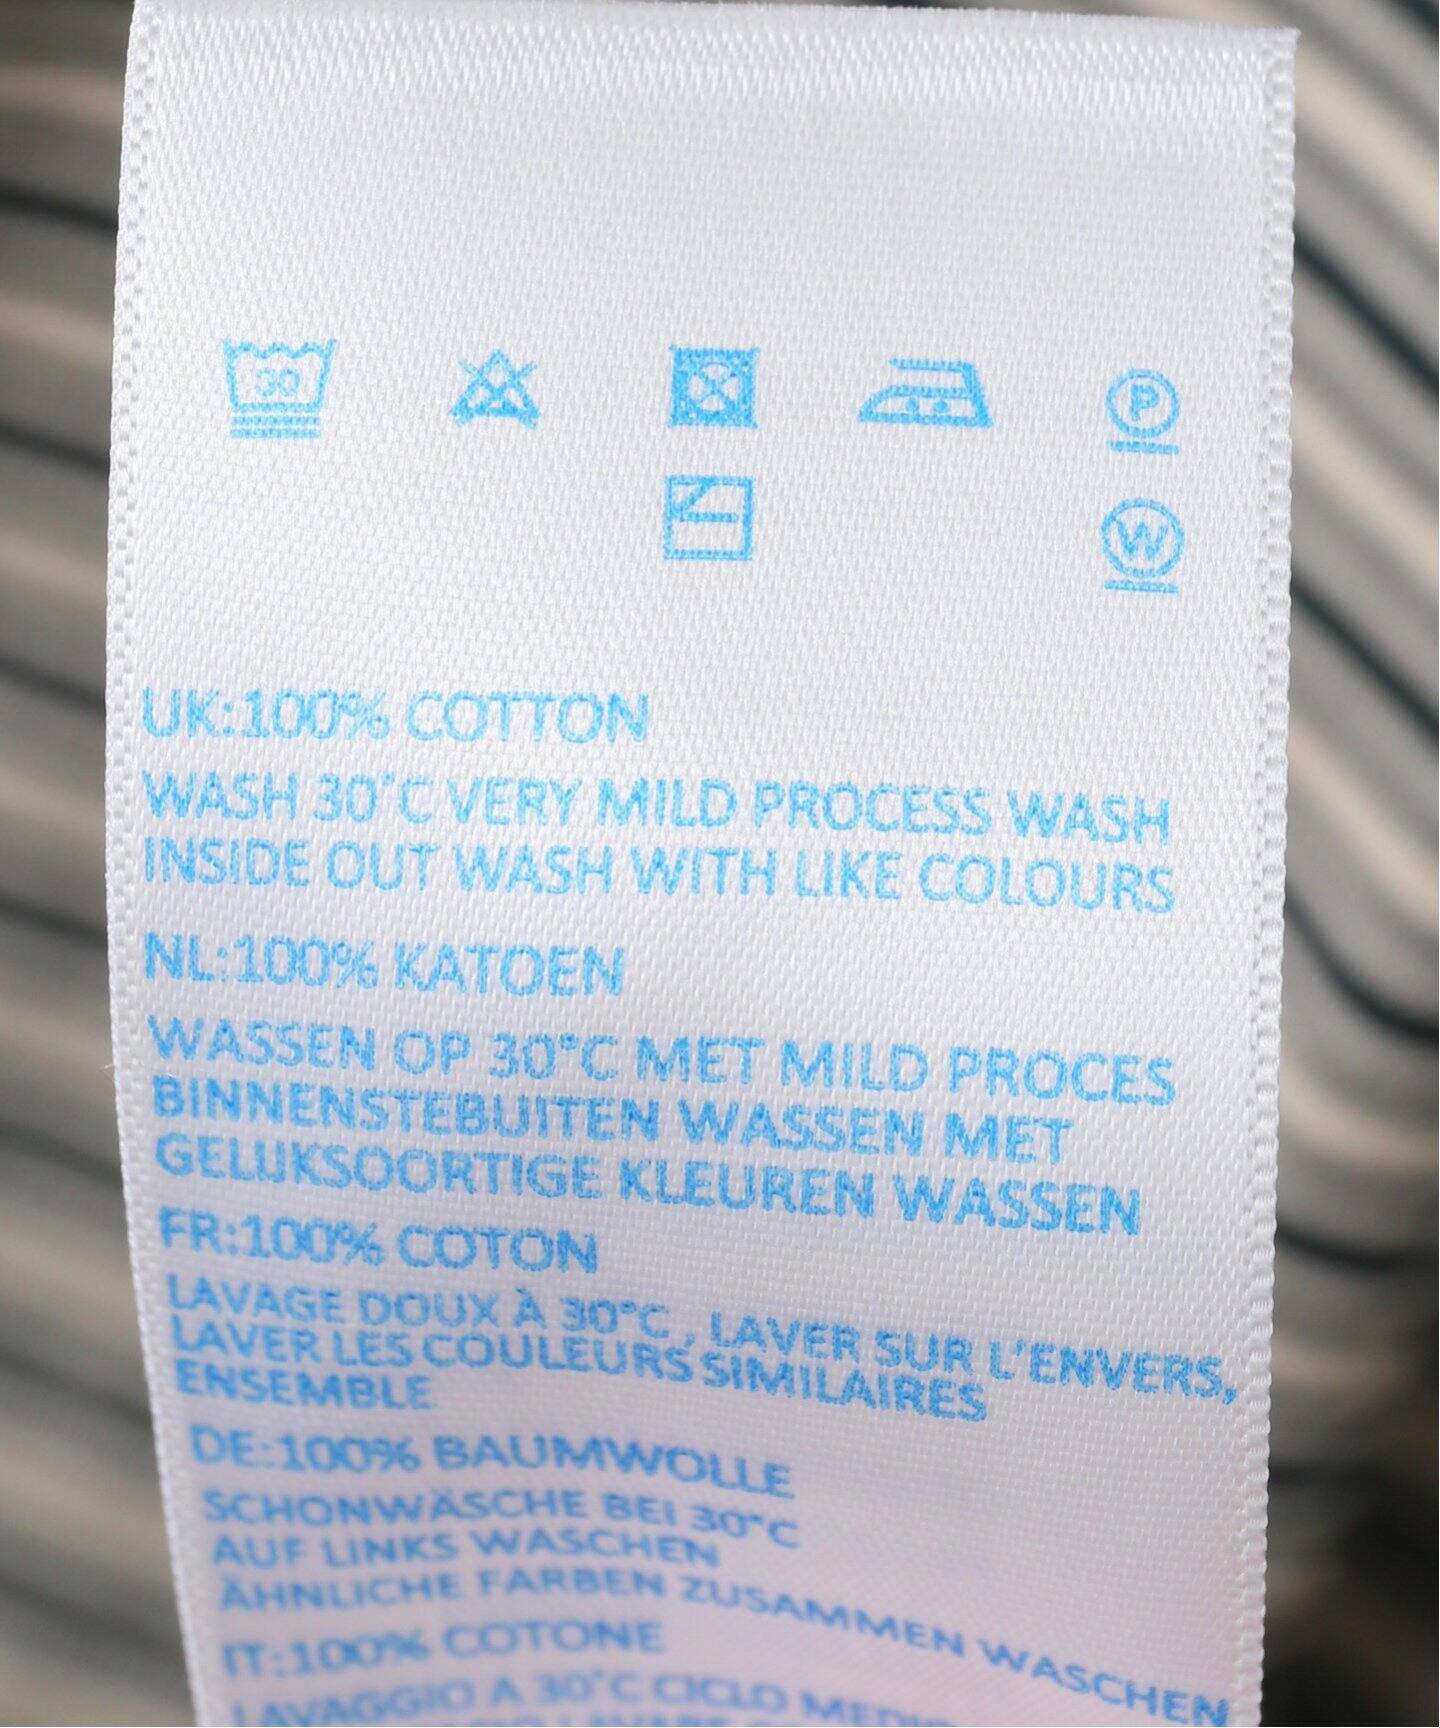 30
P
W
UK:100% COTTON
WASH 30°C VERY MILD PROCESS WASH
INSIDE OUT WASH WITH LIKE COLOURS
NL:100% KATOEN
WASSEN OP 30°C MET MILD PROCES
BINNENSTEBUITEN WASSEN MET
GELIJKSOORTIGE KLEUREN WASSEN
FR:100% COTON
LAVAGE DOUX À 30°C, LAVER SUR L'ENVERS,
LAVER LES COULEURS SIMILAIRES
ENSEMBLE
DE:100% BAUMWOLLE
SCHONWÄSCHE BEI 30°C
AUF LINKS WASCHEN
ÄHNLICHE FARBEN ZUSAMMEN WASCHEN
IT:100% COTONE
LAVAGGIO A 30°C CICLO